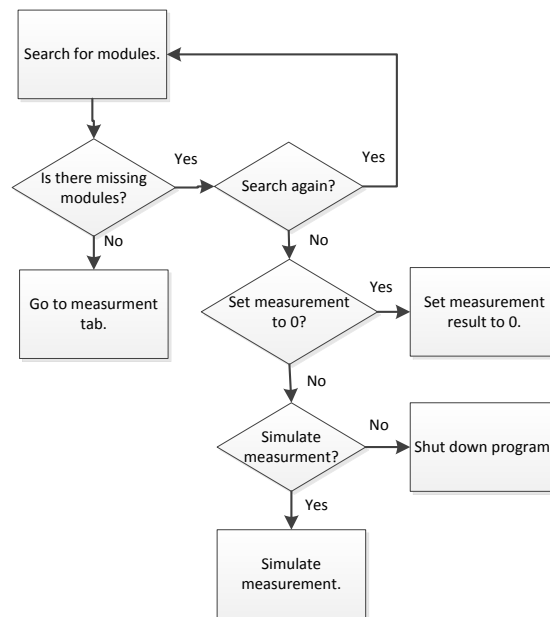 Search for modules.
Is there missing
modules?
Yes
Search again?
Yes
No
Go to measurment
tab.
No
Set measurement
to 0?
Yes
Set measurement
result to 0.
No
Simulate
measurment?
No
Shut down program
Yes
Simulate
measurement.